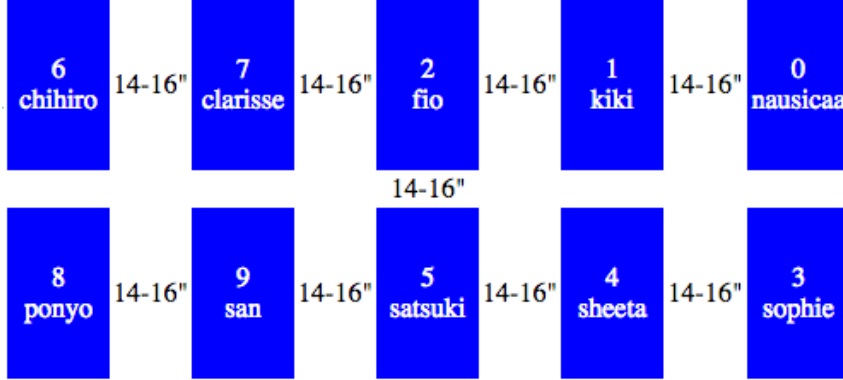 6 7 2 1 0
14-16" 14-16" 14-16" 14-16"
chihiro clarisse fio kiki nausicaa
14-16"
8 9 5 4 3
14-16" 14-16" 14-16" 14-16"
ponyo san satsuki sheeta sophie